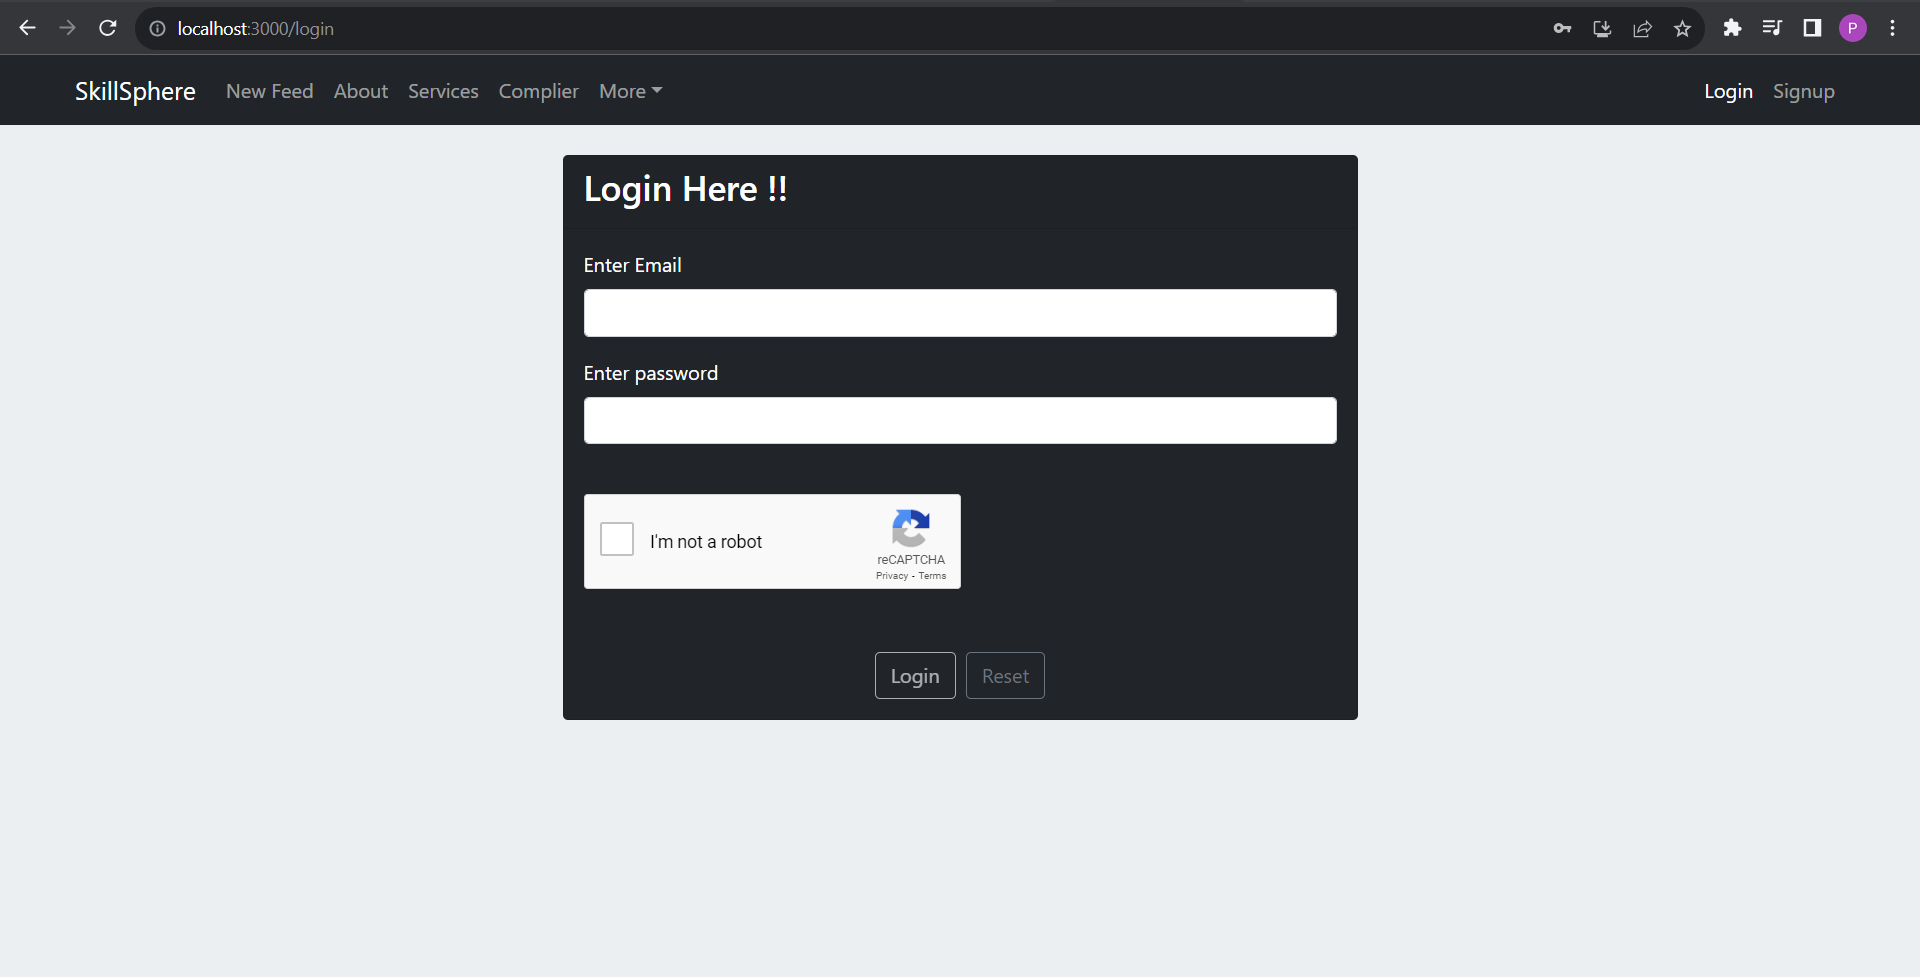 localhost:3000/login
P
SkillSphere New Feed About Services Complier More Login Signup
Login Here !!
Enter Email
Enter password
I'm not a robot
reCAPTCHA
Privacy - Terms
Login Reset